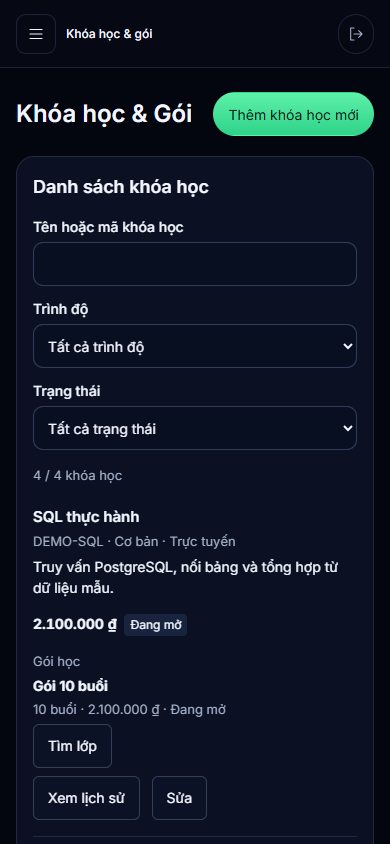 Khóa học & gói
Khóa học & Gói
Thêm khóa học mới
Danh sách khóa học
Tên hoặc mã khóa học
Trình độ
Tất cả trình độ
Trạng thái
Tất cả trạng thái
4 / 4 khóa học
SQL thực hành
DEMO-SQL · Cơ bản · Trực tuyến
Truy vấn PostgreSQL, nối bảng và tổng hợp từ
dữ liệu mẫu.
2.100.000 ₫ Đang mở
Gói học
Gói 10 buổi
10 buổi · 2.100.000 ₫ · Đang mở
Tìm lớp
Xem lịch sử
Sửa